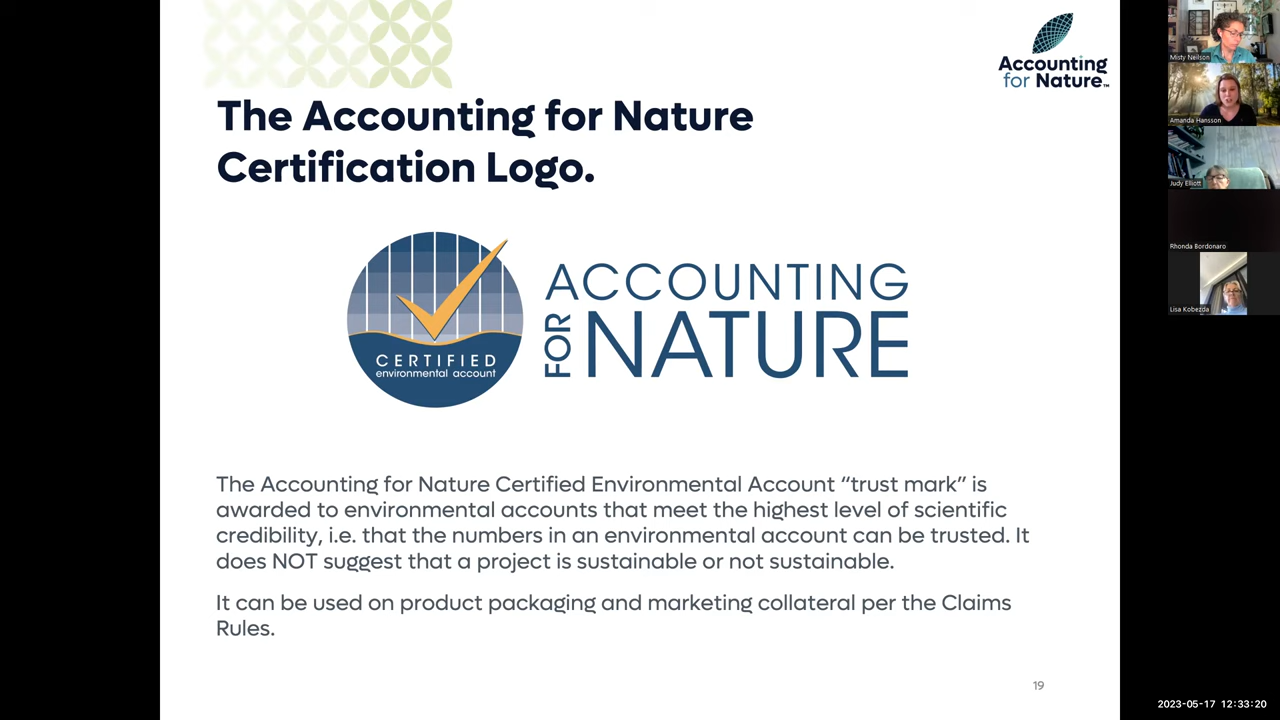 Accounting
for Nature™
The Accounting for Nature
Certification Logo.
CERTIFIED
environmental account
ACCOUNTING
FOR NATURE
The Accounting for Nature Certified Environmental Account “trust mark” is
awarded to environmental accounts that meet the highest level of scientific
credibility, i.e. that the numbers in an environmental account can be trusted. It
does NOT suggest that a project is sustainable or not sustainable.
It can be used on product packaging and marketing collateral per the Claims
Rules.
19
Misty Neilson
Amanda Hansson
Judy Elliott
Rhonda Bordonaro
Lisa Kobezda
2023-05-17 12:33:20